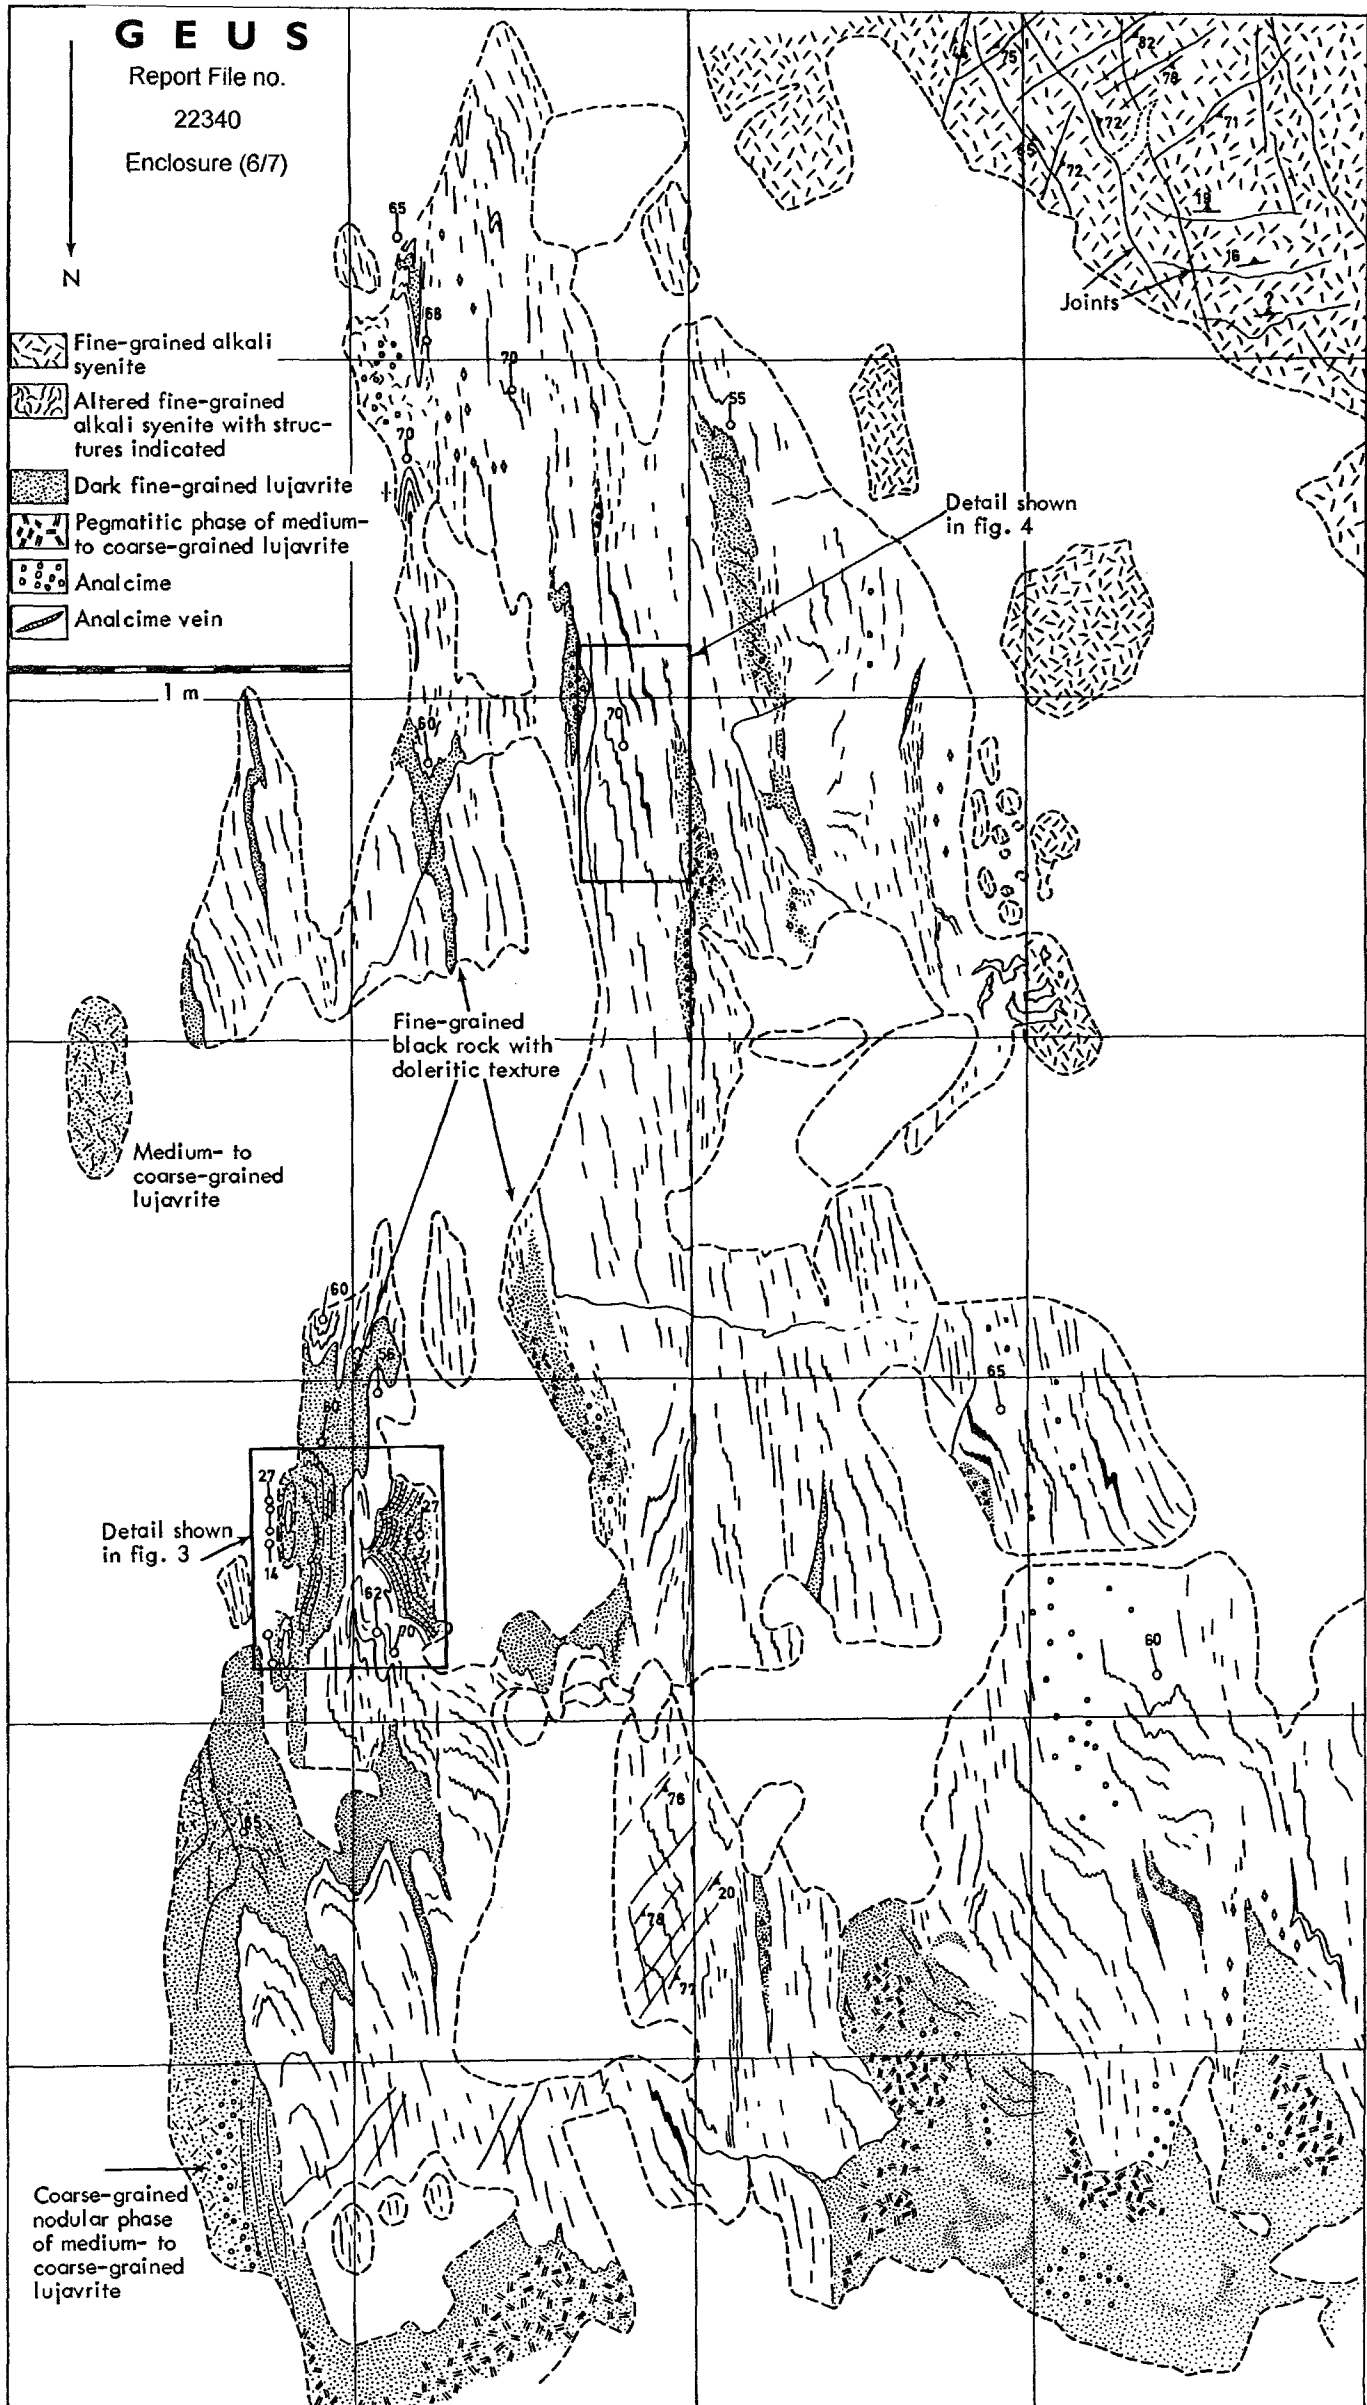 G E U S
Report File no.
22340
Enclosure (6/7)
N
Fine-grained alkali
syenite
Altered fine-grained
alkali syenite with struc-
tures indicated
Dark fine-grained lujavrite
Pegmatitic phase of medium-
to coarse-grained lujavrite
Analcime
Analcime vein
1 m
75
82
78
772
71
72
19
16
Joints
?
65
68
70
70
55
Detail shown
in fig. 4
60
70
Fine-grained
black rock with
doleritic texture
Medium- to
coarse-grained
lujavrite
60
56
60
65
27
27
Detail shown
in fig. 3
14
62
70
60
76
85
20
78
77
Coarse-grained
nodular phase
of medium- to
coarse-grained
lujavrite